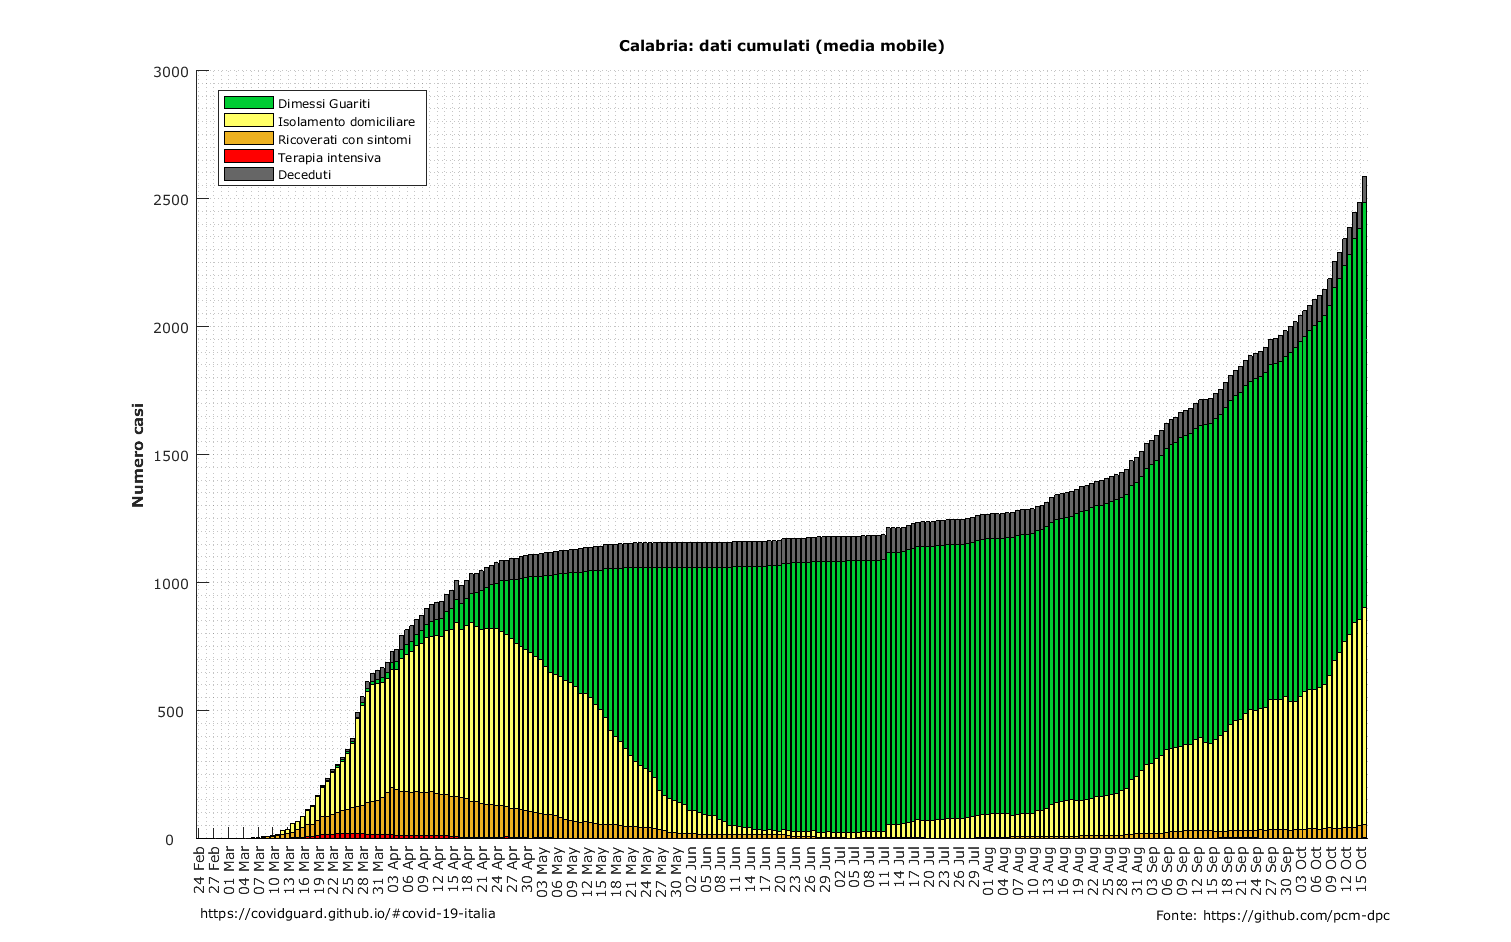 Calabria: dati cumulati (media mobile)
3000
2500
2000
1500
1000
500
0
Numero casi
Dimessi Guariti
Isolamento domiciliare
Ricoverati con sintomi
Terapia intensiva
Deceduti
24 Feb
27 Feb
01 Mar
04 Mar
07 Mar
10 Mar
13 Mar
16 Mar
19 Mar
22 Mar
25 Mar
28 Mar
31 Mar
03 Apr
06 Apr
09 Apr
12 Apr
15 Apr
18 Apr
21 Apr
24 Apr
27 Apr
30 Apr
03 May
06 May
09 May
12 May
15 May
18 May
21 May
24 May
27 May
30 May
02 Jun
05 Jun
08 Jun
11 Jun
14 Jun
17 Jun
20 Jun
23 Jun
26 Jun
29 Jun
02 Jul
05 Jul
08 Jul
11 Jul
14 Jul
17 Jul
20 Jul
23 Jul
26 Jul
29 Jul
01 Aug
04 Aug
07 Aug
10 Aug
13 Aug
16 Aug
19 Aug
22 Aug
25 Aug
28 Aug
31 Aug
03 Sep
06 Sep
09 Sep
12 Sep
15 Sep
18 Sep
21 Sep
24 Sep
27 Sep
30 Sep
03 Oct
06 Oct
09 Oct
12 Oct
15 Oct
https://covidguard.github.io/#covid-19-italia
Fonte: https://github.com/pcm-dpc